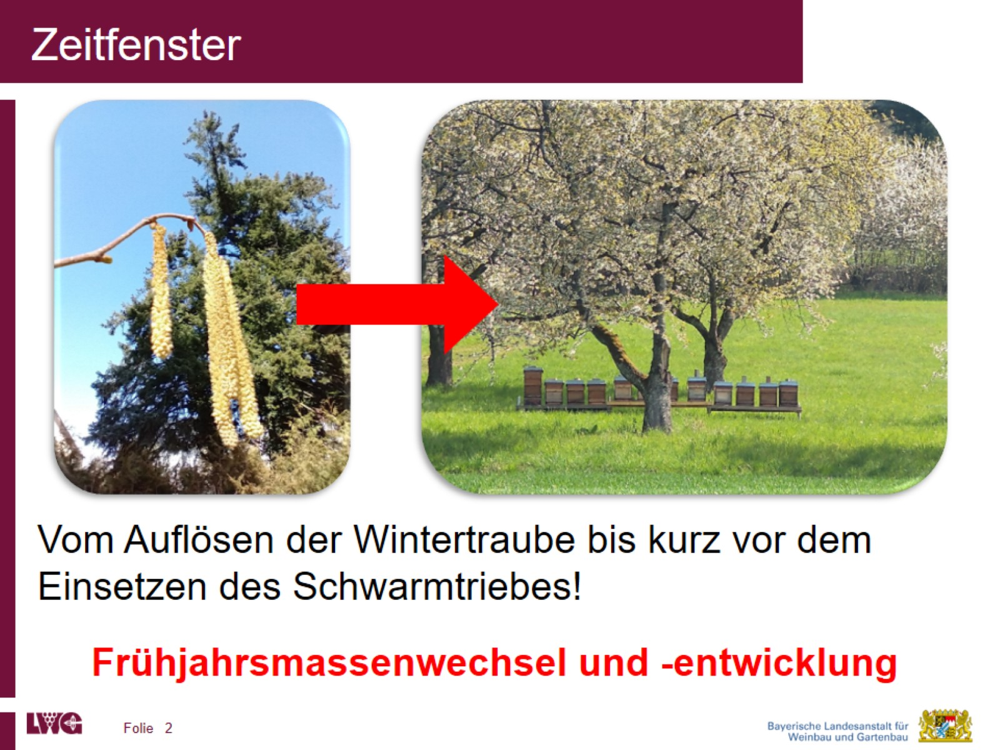 Zeitfenster
Vom Auflösen der Wintertraube bis kurz vor dem
Einsetzen des Schwarmtriebes!
Frühjahrsmassenwechsel und -entwicklung
LWG
Folie 2
Bayerische Landesanstalt für
Weinbau und Gartenbau